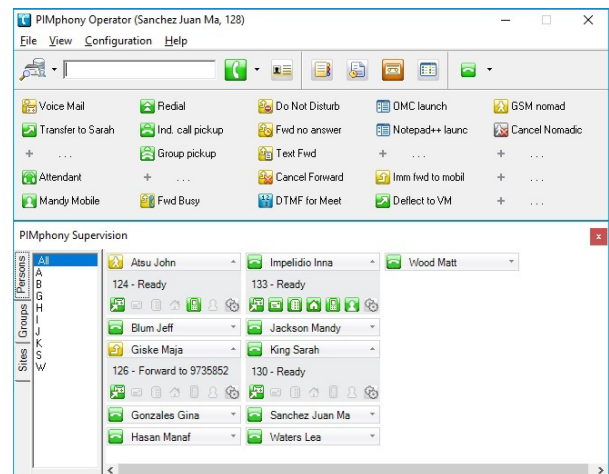 PIMphony Operator (Sanchez Juan Ma, 128)
File View Configuration Help
Voice Mail Redial Do Not Disturb OMC launch GSM nomad
Transfer to Sarah Ind. call pickup Fwd no answer Notepad++ launc Cancel Nomadic
+ ... Group pickup Text Fwd + ... + ...
Attendant + ... Cancel Forward Imm fwd to mobil + ...
Mandy Mobile Fwd Busy DTMF for Meet Deflect to VM + ...
PIMphony Supervision
Persons
Groups
Sites
All
A
B
G
H
I
J
K
S
W
Atsu John Impelidio Inna Wood Matt
124 - Ready 133 - Ready
Blum Jeff Jackson Mandy
Giske Maja King Sarah
126 - Forward to 9735852 130 - Ready
Gonzales Gina Sanchez Juan Ma
Hasan Manaf Waters Lea